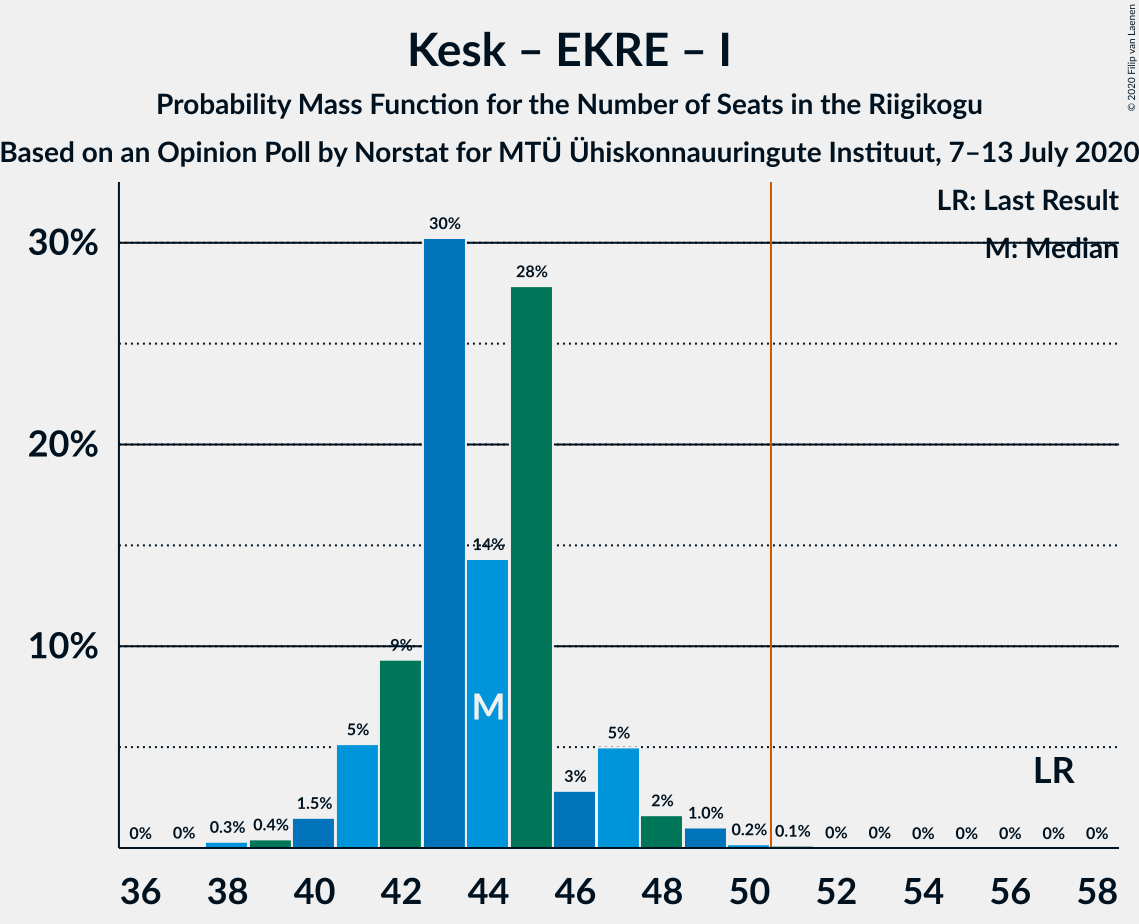 Kesk – EKRE – I
Probability Mass Function for the Number of Seats in the Riigikogu
Based on an Opinion Poll by Norstat for MTÜ Ühiskonnauuringute Instituut, 7–13 July 2020
© 2020 Filip van Laenen
LR: Last Result
M: Median
30%
20%
10%
0%
0%
0.3%
0.4%
1.5%
5%
9%
30%
14%
28%
3%
5%
2%
1.0%
0.2%
0.1%
0%
0%
0%
0%
0%
0%
0%
M
LR
36 38 40 42 44 46 48 50 52 54 56 58